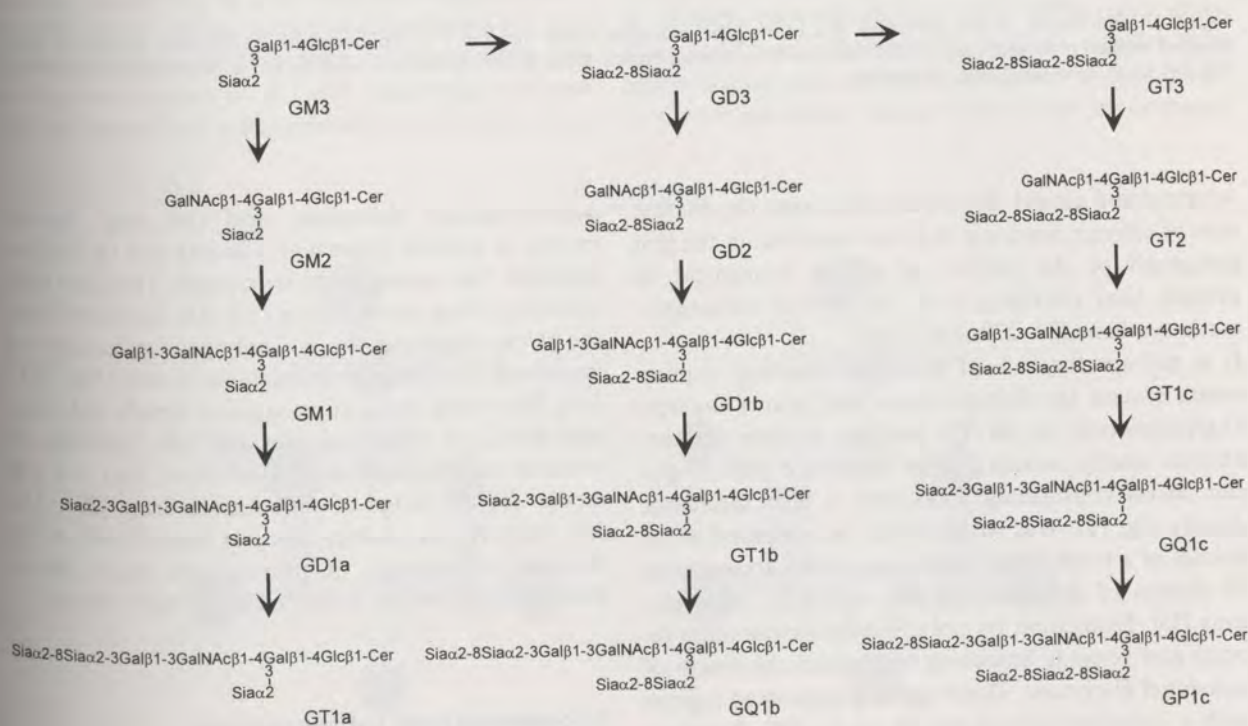 Galβ1-4Glcβ1-Cer
3
Siaα2
GM3
Galβ1-4Glcβ1-Cer
3
Siaα2-8Siaα2
GD3
Galβ1-4Glcβ1-Cer
3
Siaα2-8Siaα2-8Siaα2
GT3
GalNAcβ1-4Galβ1-4Glcβ1-Cer
3
Siaα2
GM2
GalNAcβ1-4Galβ1-4Glcβ1-Cer
3
Siaα2-8Siaα2
GD2
GalNAcβ1-4Galβ1-4Glcβ1-Cer
3
Siaα2-8Siaα2-8Siaα2
GT2
Galβ1-3GalNAcβ1-4Galβ1-4Glcβ1-Cer
3
Siaα2
GM1
Galβ1-3GalNAcβ1-4Galβ1-4Glcβ1-Cer
3
Siaα2-8Siaα2
GD1b
Galβ1-3GalNAcβ1-4Galβ1-4Glcβ1-Cer
3
Siaα2-8Siaα2-8Siaα2
GT1c
Siaα2-3Galβ1-3GalNAcβ1-4Galβ1-4Glcβ1-Cer
3
Siaα2
GD1a
Siaα2-3Galβ1-3GalNAcβ1-4Galβ1-4Glcβ1-Cer
3
Siaα2-8Siaα2
GT1b
Siaα2-3Galβ1-3GalNAcβ1-4Galβ1-4Glcβ1-Cer
3
Siaα2-8Siaα2-8Siaα2
GQ1c
Siaα2-8Siaα2-3Galβ1-3GalNAcβ1-4Galβ1-4Glcβ1-Cer
3
Siaα2
GT1a
Siaα2-8Siaα2-3Galβ1-3GalNAcβ1-4Galβ1-4Glcβ1-Cer
3
Siaα2-8Siaα2
GQ1b
Siaα2-8Siaα2-3Galβ1-3GalNAcβ1-4Galβ1-4Glcβ1-Cer
3
Siaα2-8Siaα2-8Siaα2
GP1c